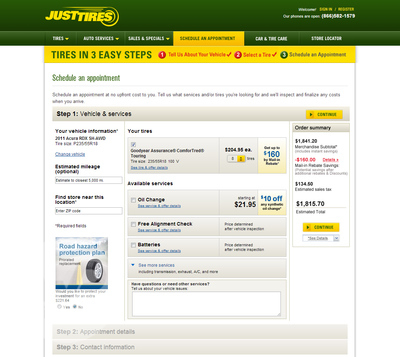 JUSTTIRES
Welcome! SIGN IN / REGISTER
Our phones are open: (866)582-1579
TIRES
AUTO SERVICES
SALES & SPECIALS
SCHEDULE AN APPOINTMENT
CAR & TIRE CARE
STORE LOCATOR
TIRES IN 3 EASY STEPS
1 Tell Us About Your Vehicle
2 Select a Tire
3 Schedule an Appointment
Schedule an appointment
Schedule an appointment at no upfront cost to you. Tell us what services and/or tires you're looking for and we'll inspect and finalize any costs
when you arrive.
Step 1: Vehicle & services
CONTINUE
Your vehicle information*
2011 Acura RDX SH-AWD
Tire size: P235/55R18
Change vehicle
Estimated mileage
(optional)
Estimate to closest 5,000 mi.
Find store near this
location*
Enter ZIP code
*Required fields
Road hazard
protection plan
Process
replacement
Would you like to protect your
investment for an extra
Yes
No
Your tires
Goodyear Assurance® ComforTred®
Touring
Tire size: 235/55R18 100 V
See service & offer details
$204.56 ea.
4 tires
Get up to
$160
by Mail-in
Rebate*
Available services
Oil Change
See service & offer details
starting at
$21.95
$10 off
any synthetic
oil change*
Free Alignment Check
See service & offer details
Price determined
after vehicle inspection
Batteries
See service & offer details
Price determined
after vehicle inspection
See more services
Including transmission, exhaust, A/C, and more
Have questions or need other services?
Tell us about your vehicle issues:
Order summary
$1,841.20
Merchandise Subtotal*
(includes instant savings)
-$160.00 Details
Mail-in Rebate Savings
(Potential savings after
additional rebates & Discounts)
$134.50
Estimated sales tax
$1,815.70
Estimated Total
CONTINUE
Tire Details
Step 2: Appointment details
Step 3: Contact information